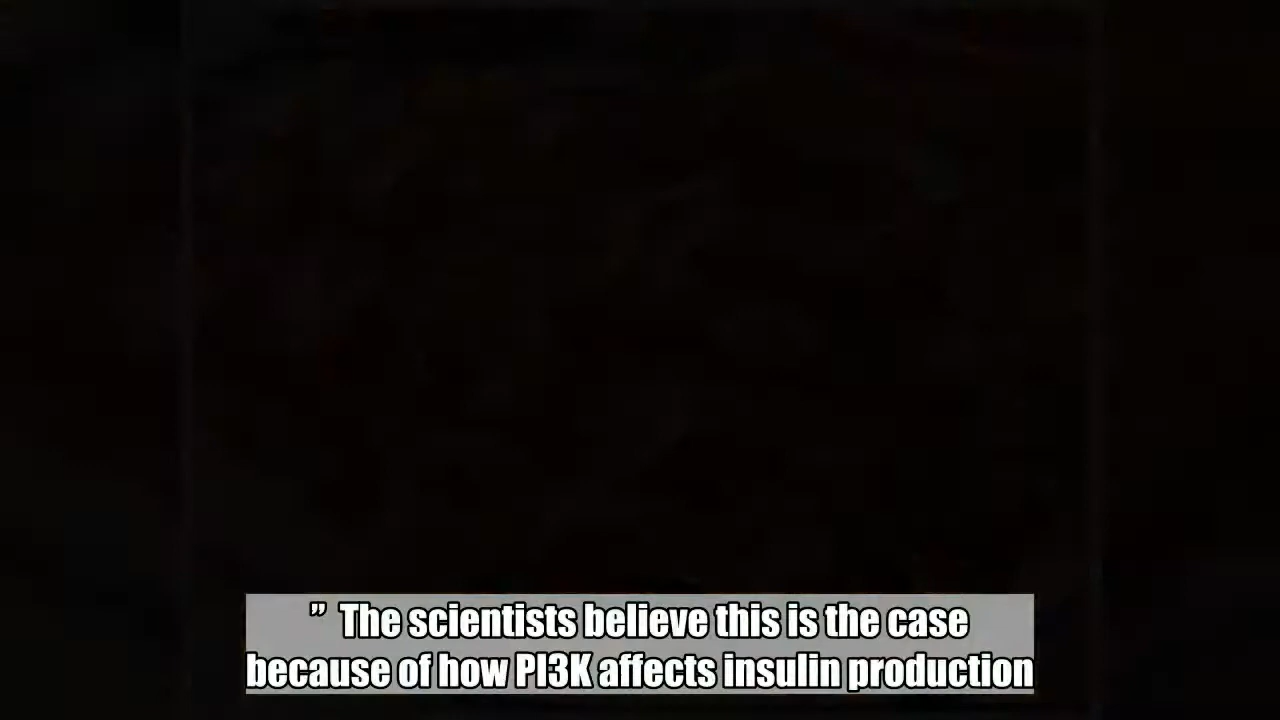 ” The scientists believe this is the case
because of how PI3K affects insulin production